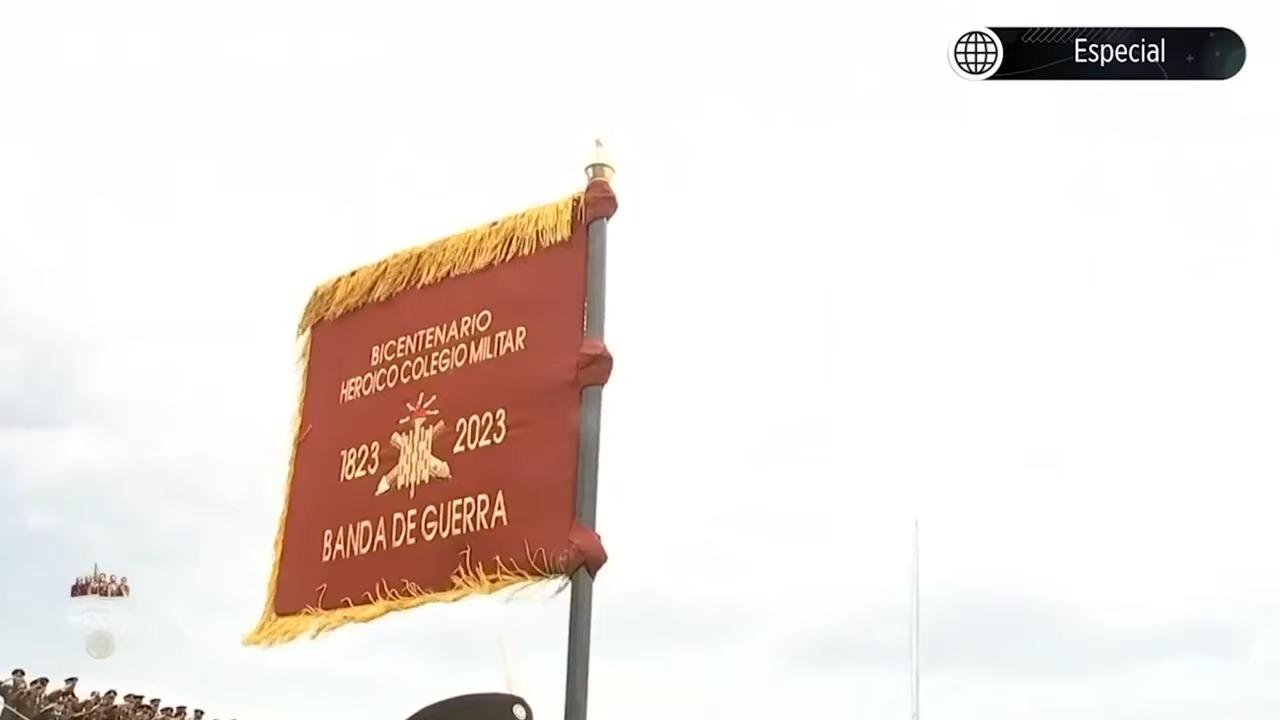 Especial
BICENTENARIO
HEROICO COLEGIO MILITAR
1823 2023
BANDA DE GUERRA